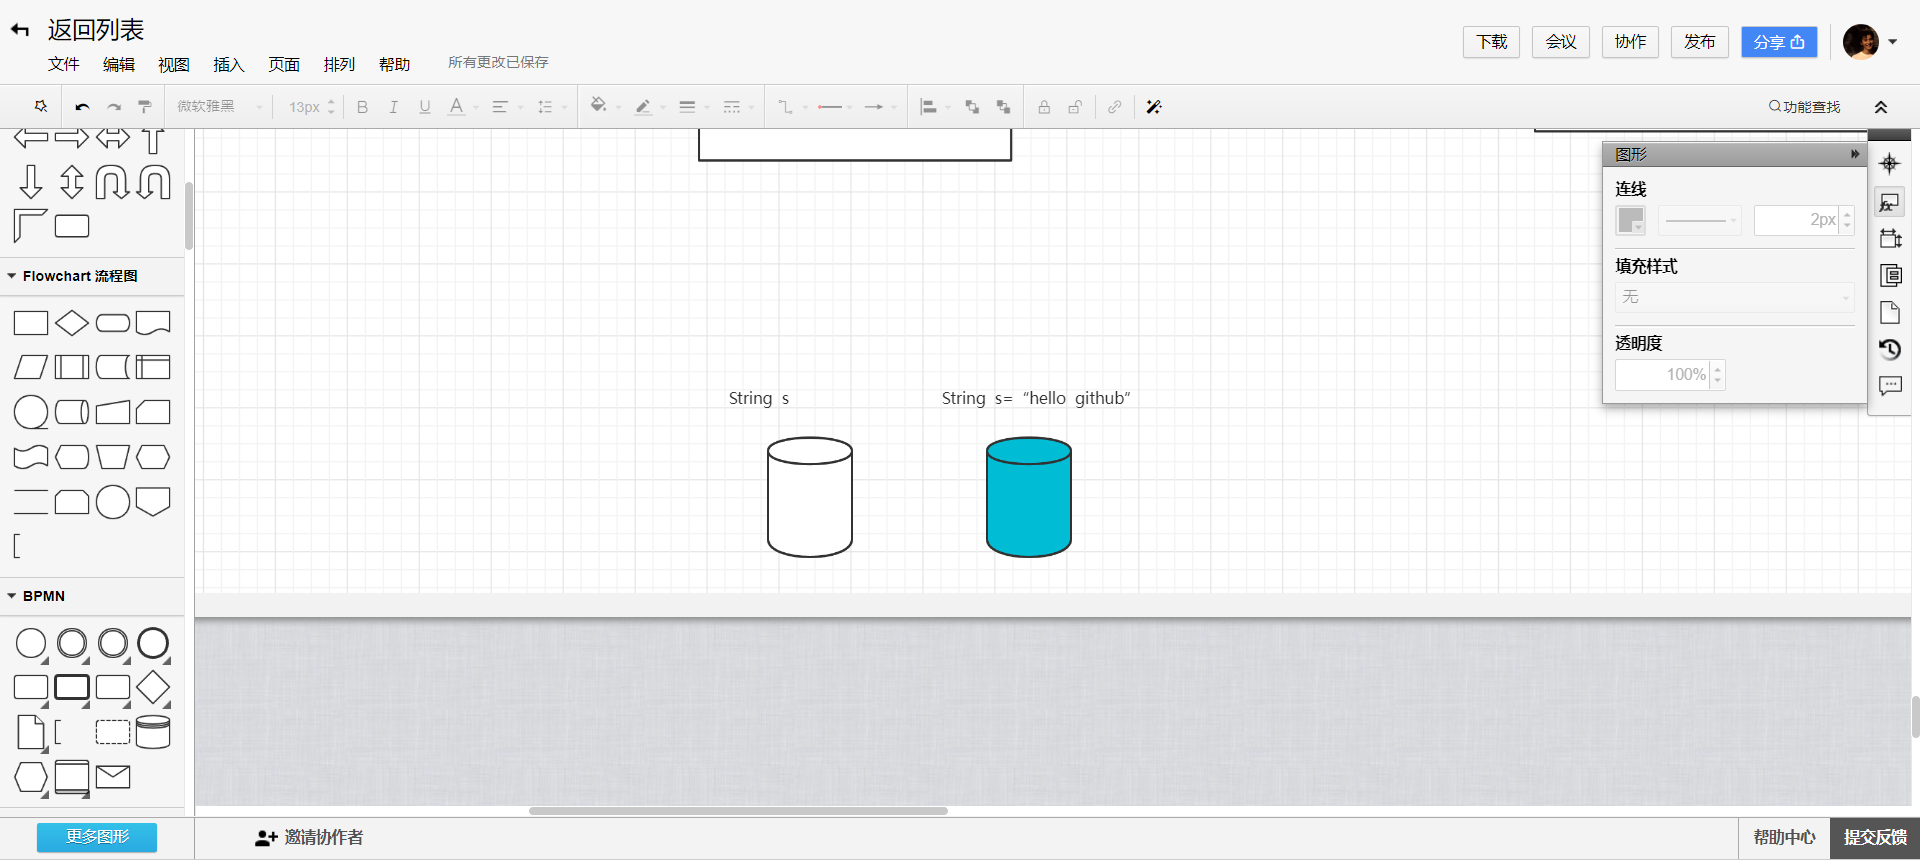 返回列表
文件 编辑 视图 插入 页面 排列 帮助 所有更改已保存
下载 会议 协作 发布 分享
微软雅黑 13px B I U A 功能查找
Flowchart 流程图
BPMN
更多图形
String s
String s= “hello github”
图形
连线
2px
填充样式
无
透明度
100%
邀请协作者
帮助中心 提交反馈